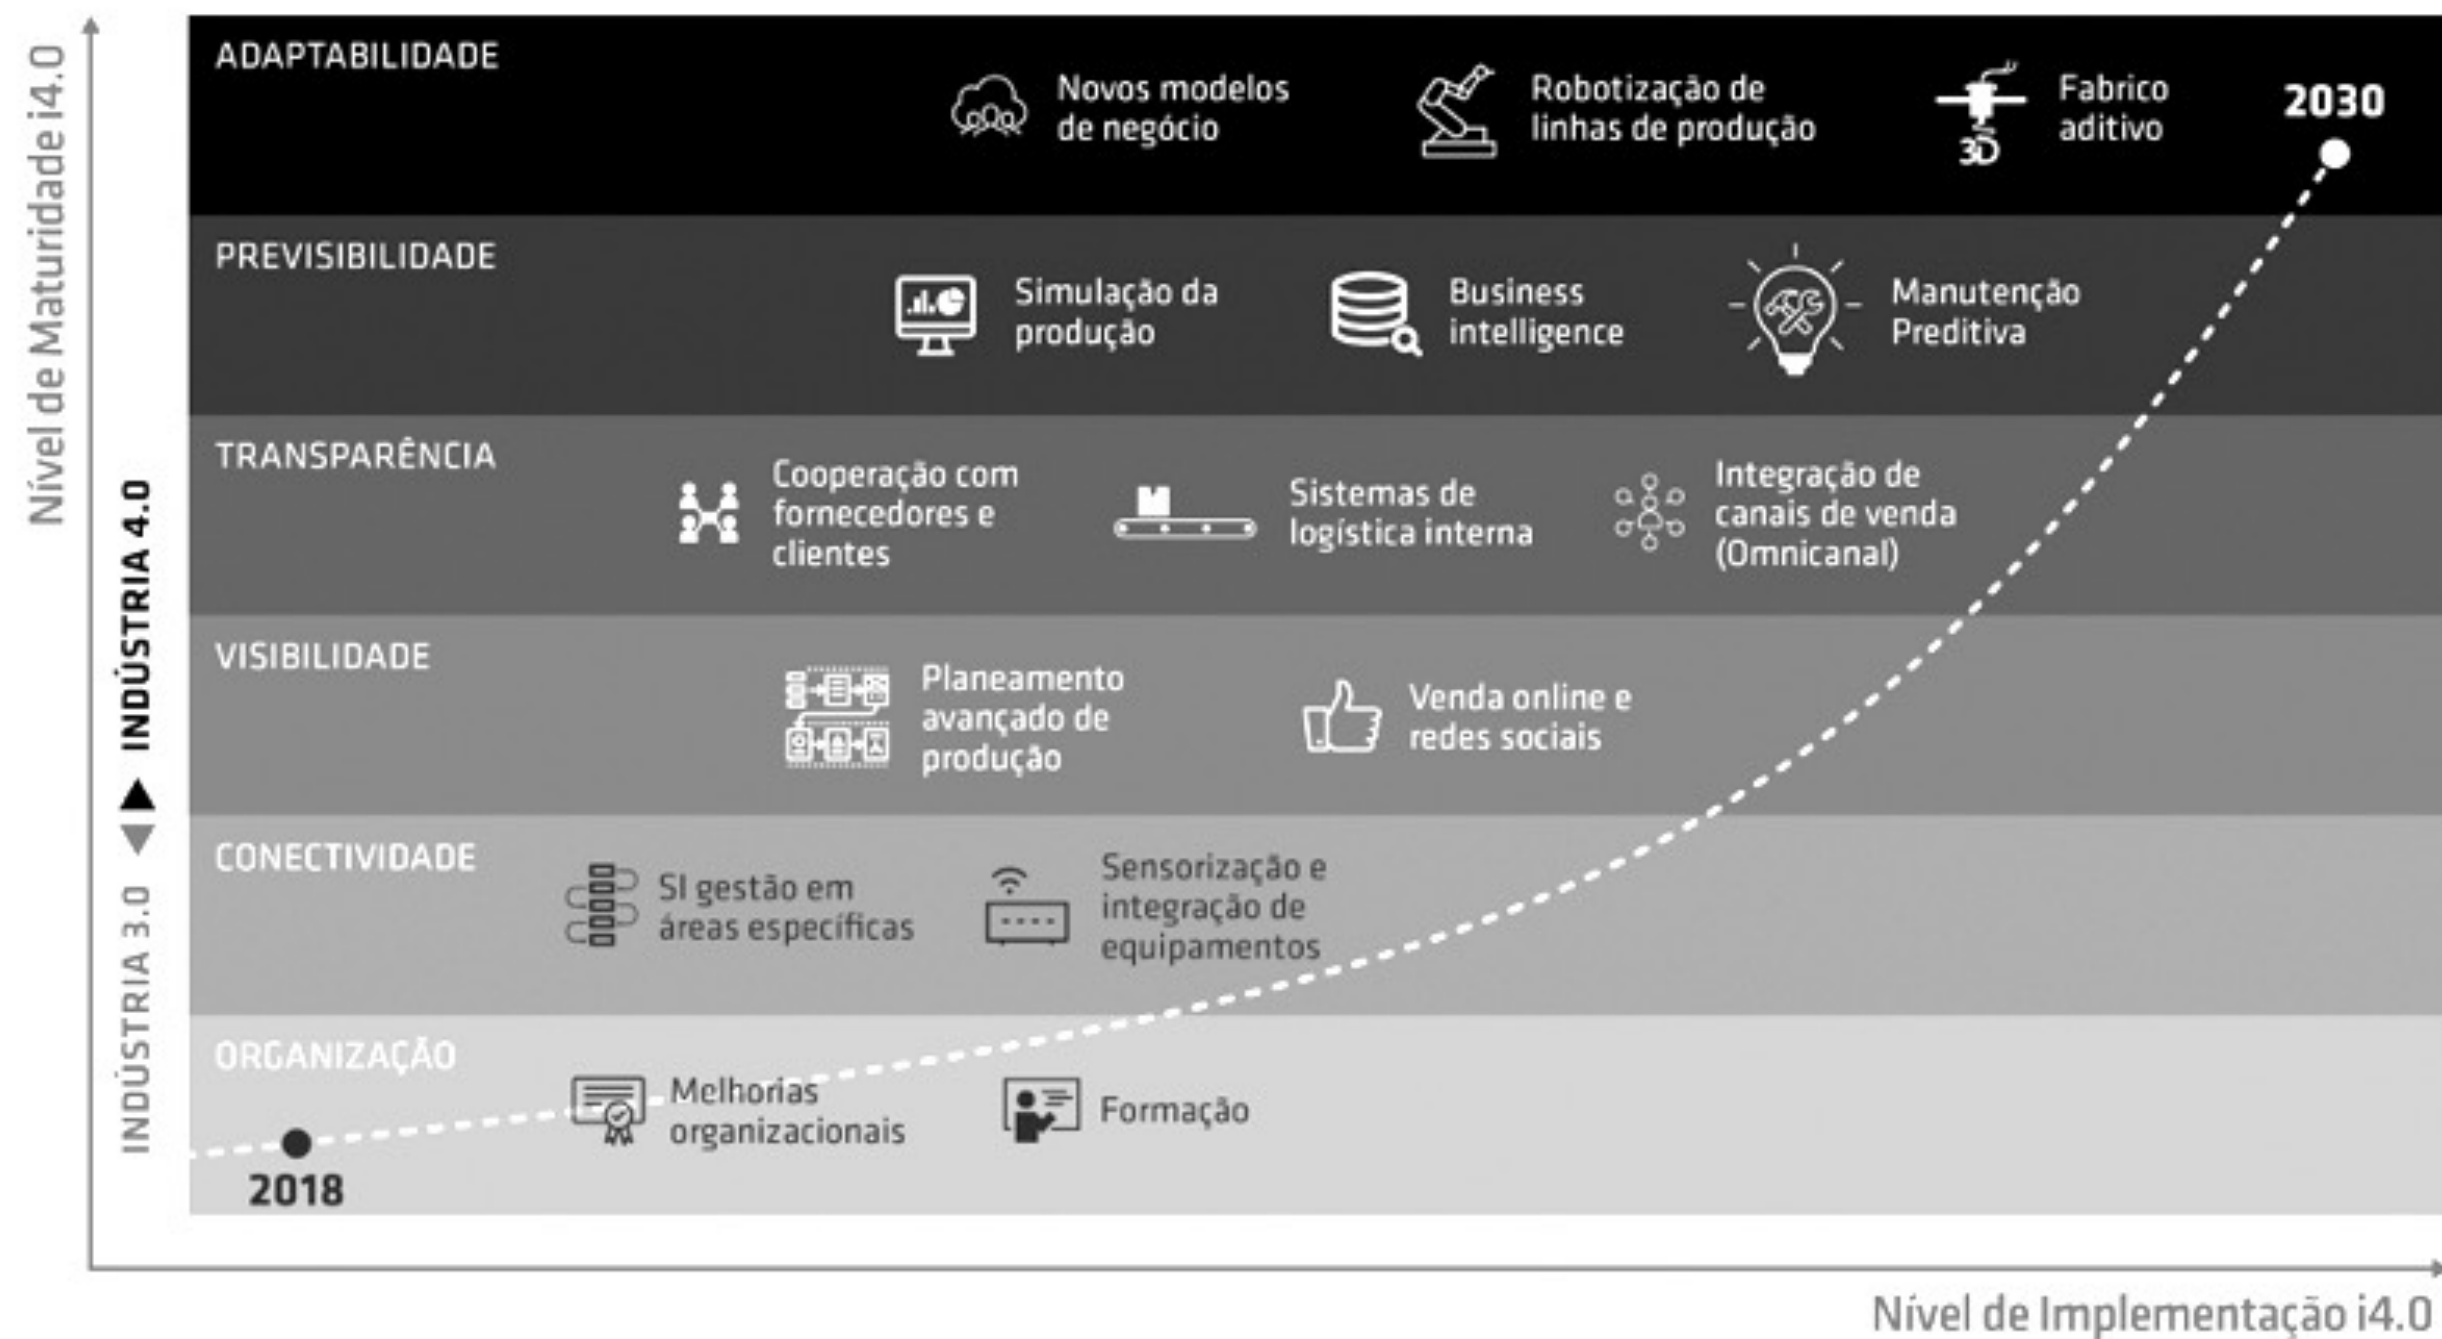 Nível de Maturidade i4.0
INDÚSTRIA 4.0
INDÚSTRIA 3.0
ADAPTABILIDADE
Novos modelos
de negócio
Robotização de
linhas de produção
3D
Fabrico
aditivo
2030
PREVISIBILIDADE
Simulação da
produção
Business
intelligence
Manutenção
Preditiva
TRANSPARÊNCIA
Cooperação com
fornecedores e
clientes
Sistemas de
logística interna
Integração de
canais de venda
(Omnicanal)
VISIBILIDADE
Planeamento
avançado de
produção
Venda online e
redes sociais
CONECTIVIDADE
SI gestão em
áreas específicas
Sensorização e
integração de
equipamentos
ORGANIZAÇÃO
Melhorias
organizacionais
Formação
2018
Nível de Implementação i4.0